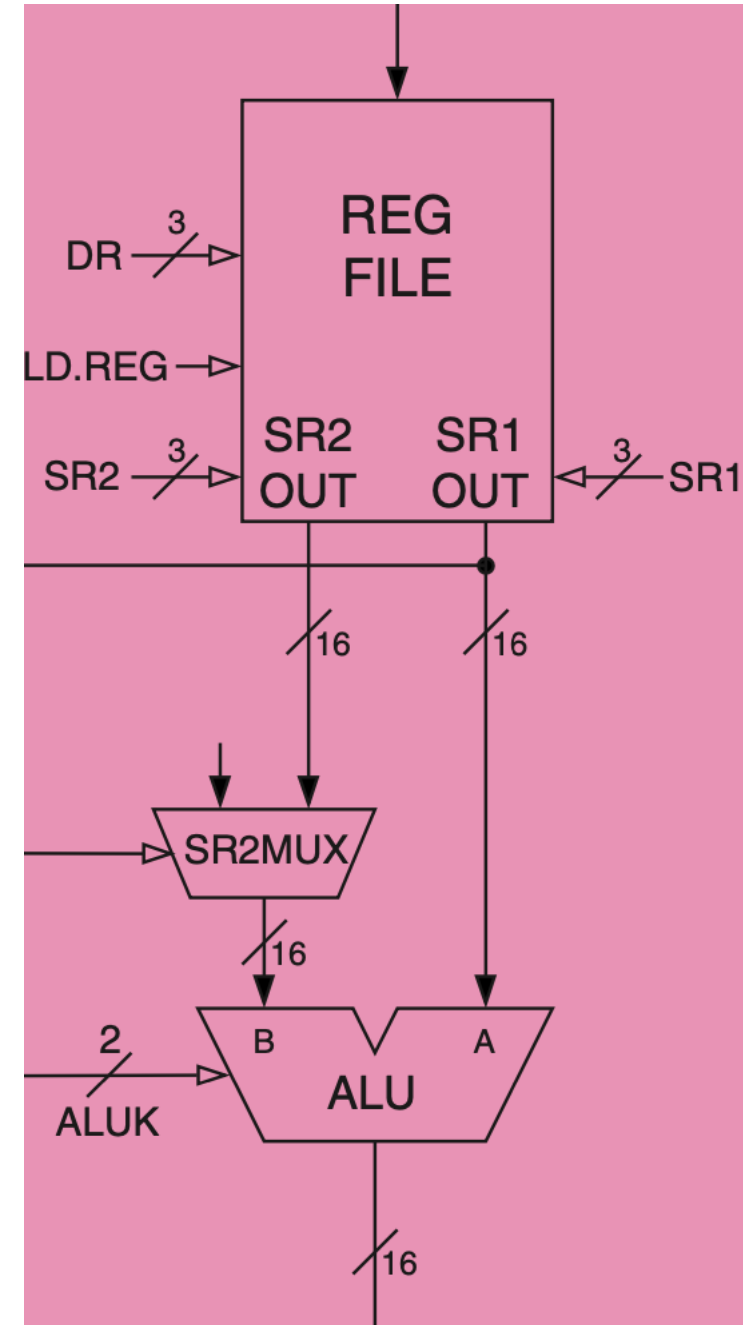 REG
FILE
3
DR
LD.REG
SR2 SR1
OUT OUT
3
SR2
3
SR1
16 16
SR2MUX
16
B A
ALU
2
ALUK
16